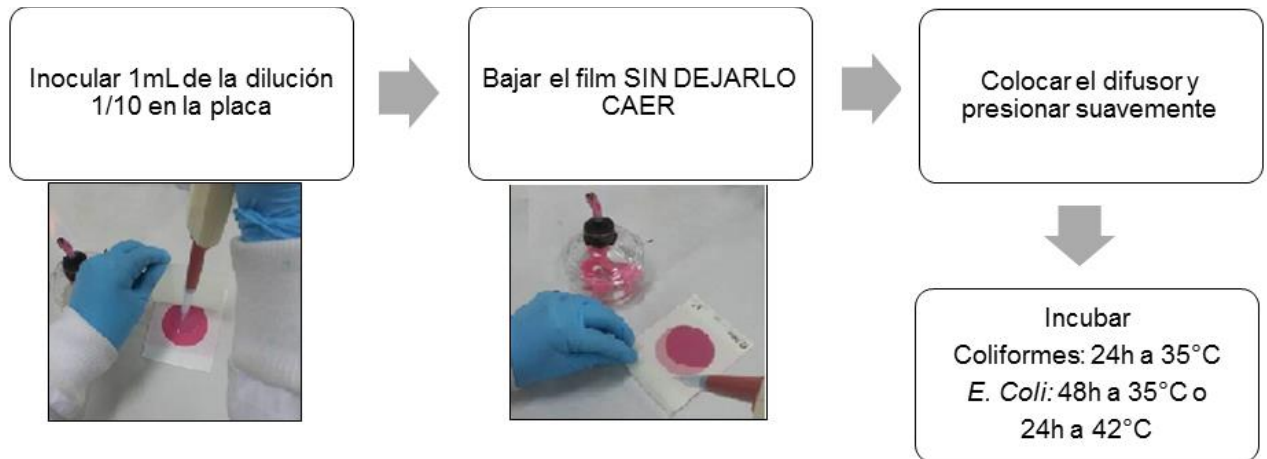 Inocular 1mL de la dilución
1/10 en la placa
Bajar el film SIN DEJARLO
CAER
Colocar el difusor y
presionar suavemente
Incubar
Coliformes: 24h a 35°C
E. Coli: 48h a 35°C o
24h a 42°C